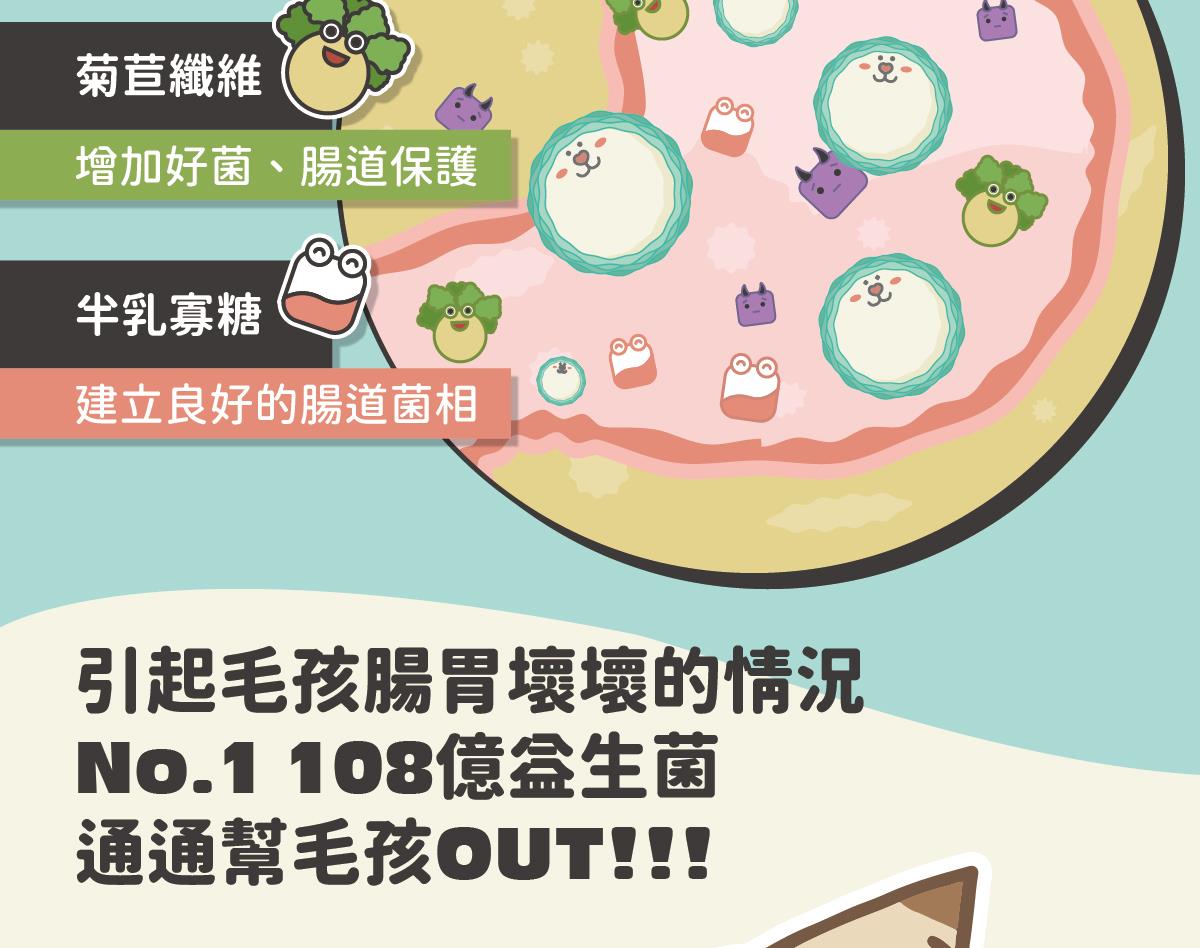 菊苣纖維
增加好菌、腸道保護
半乳寡糖
建立良好的腸道菌相
引起毛孩腸胃壞壞的情況
No.1 108億益生菌
通通幫毛孩OUT!!!